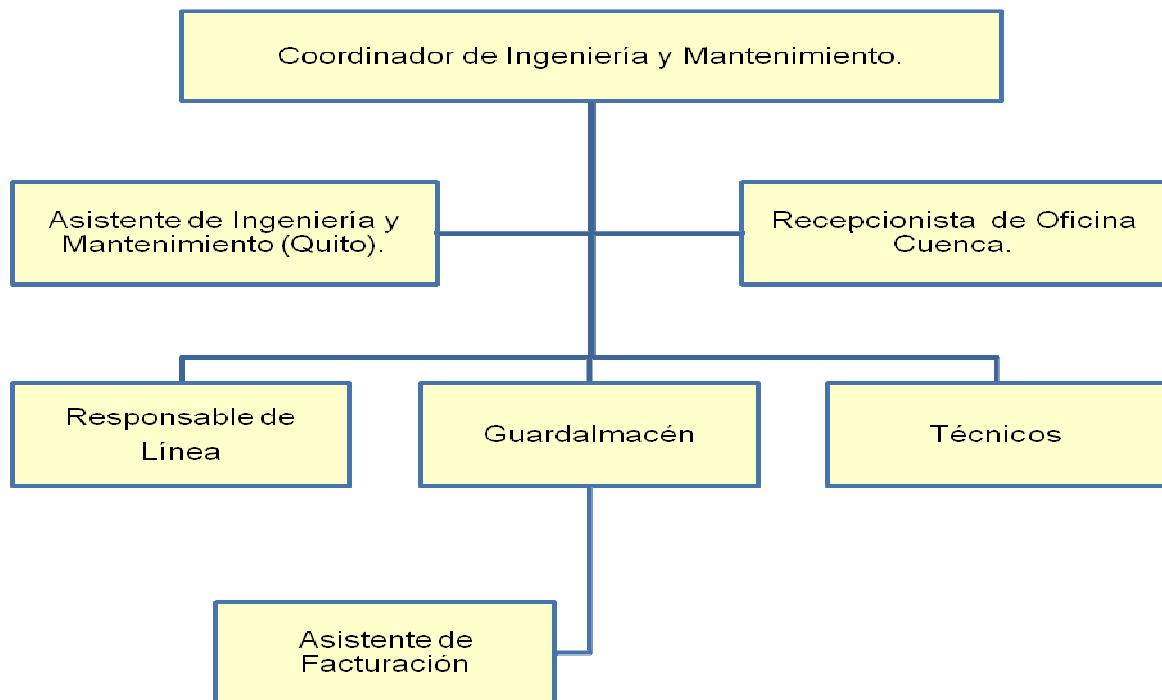 Coordinador de Ingeniería y Mantenimiento.
Asistente de Ingeniería y
Mantenimiento (Quito).
Recepcionista de Oficina
Cuenca.
Responsable de
Línea
Guardalmacén
Técnicos
Asistente de
Facturación